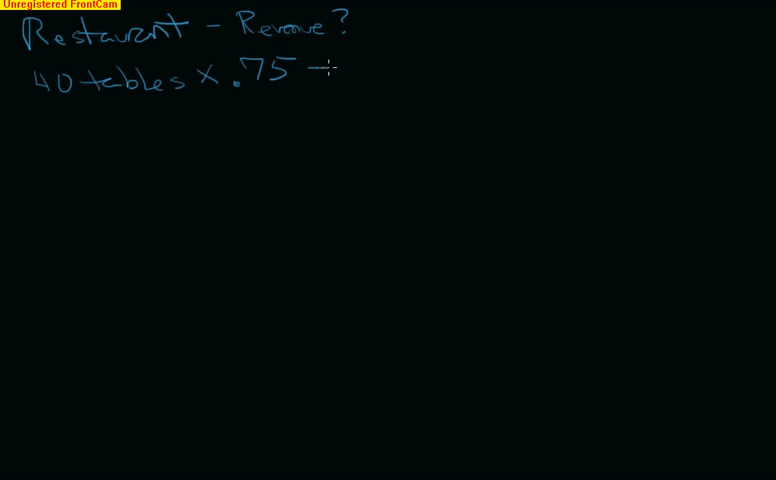 Unregistered FrontCam
Restaurant - Revenue?
40 tables x .75 -